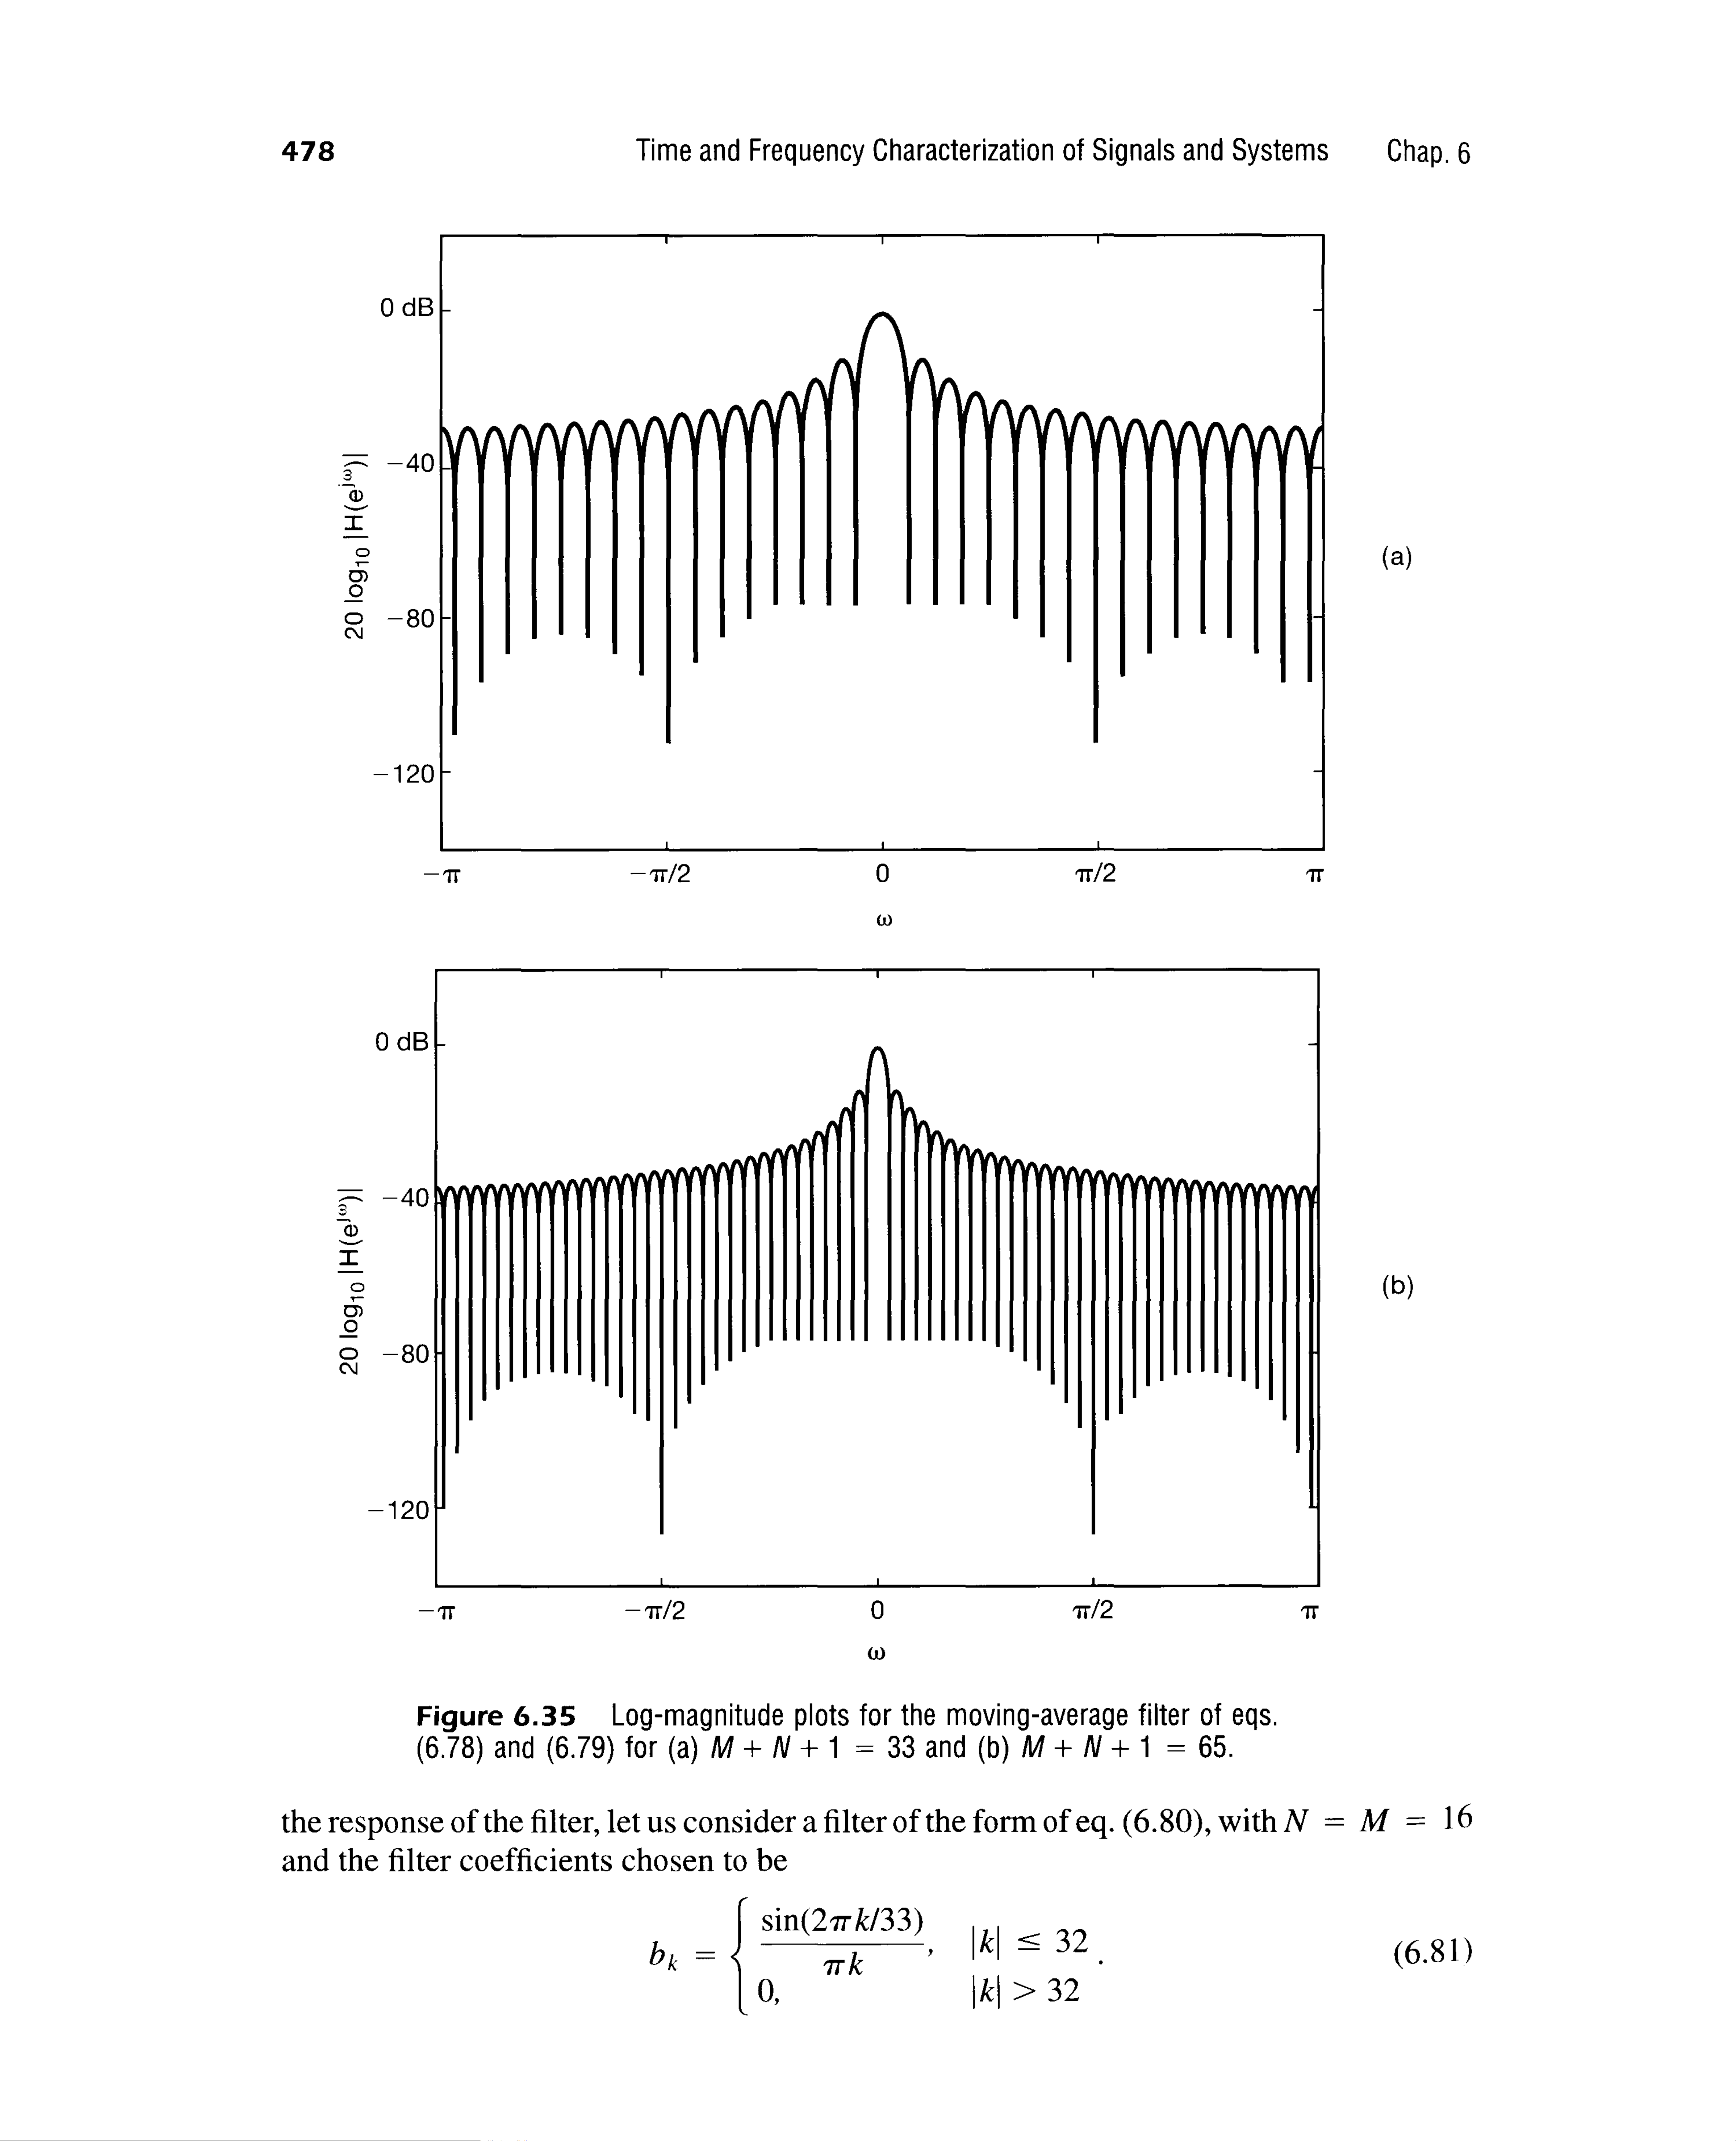 478 Time and Frequency Characterization of Signals and Systems Chap. 6
0 dB
−40
−80
−120
20 log₁₀ |H(e^{jω})|
(a)
−π −π/2 0 π/2 π
ω
0 dB
−40
−80
−120
20 log₁₀ |H(e^{jω})|
(b)
−π −π/2 0 π/2 π
ω
Figure 6.35 Log-magnitude plots for the moving-average filter of eqs.
(6.78) and (6.79) for (a) M + N + 1 = 33 and (b) M + N + 1 = 65.
the response of the filter, let us consider a filter of the form of eq. (6.80), with N = M = 16
and the filter coefficients chosen to be
b_k = { sin(2πk/33) / πk, |k| ≤ 32
0, |k| > 32 . (6.81)